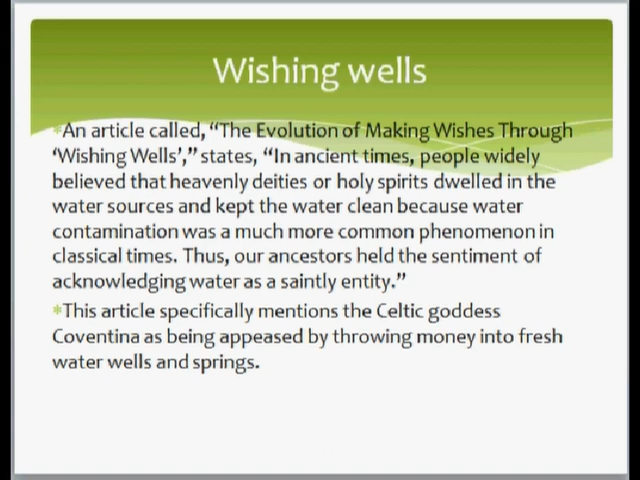 Wishing wells
*An article called, “The Evolution of Making Wishes Through
‘Wishing Wells’,” states, “In ancient times, people widely
believed that heavenly deities or holy spirits dwelled in the
water sources and kept the water clean because water
contamination was a much more common phenomenon in
classical times. Thus, our ancestors held the sentiment of
acknowledging water as a saintly entity.”
*This article specifically mentions the Celtic goddess
Coventina as being appeased by throwing money into fresh
water wells and springs.